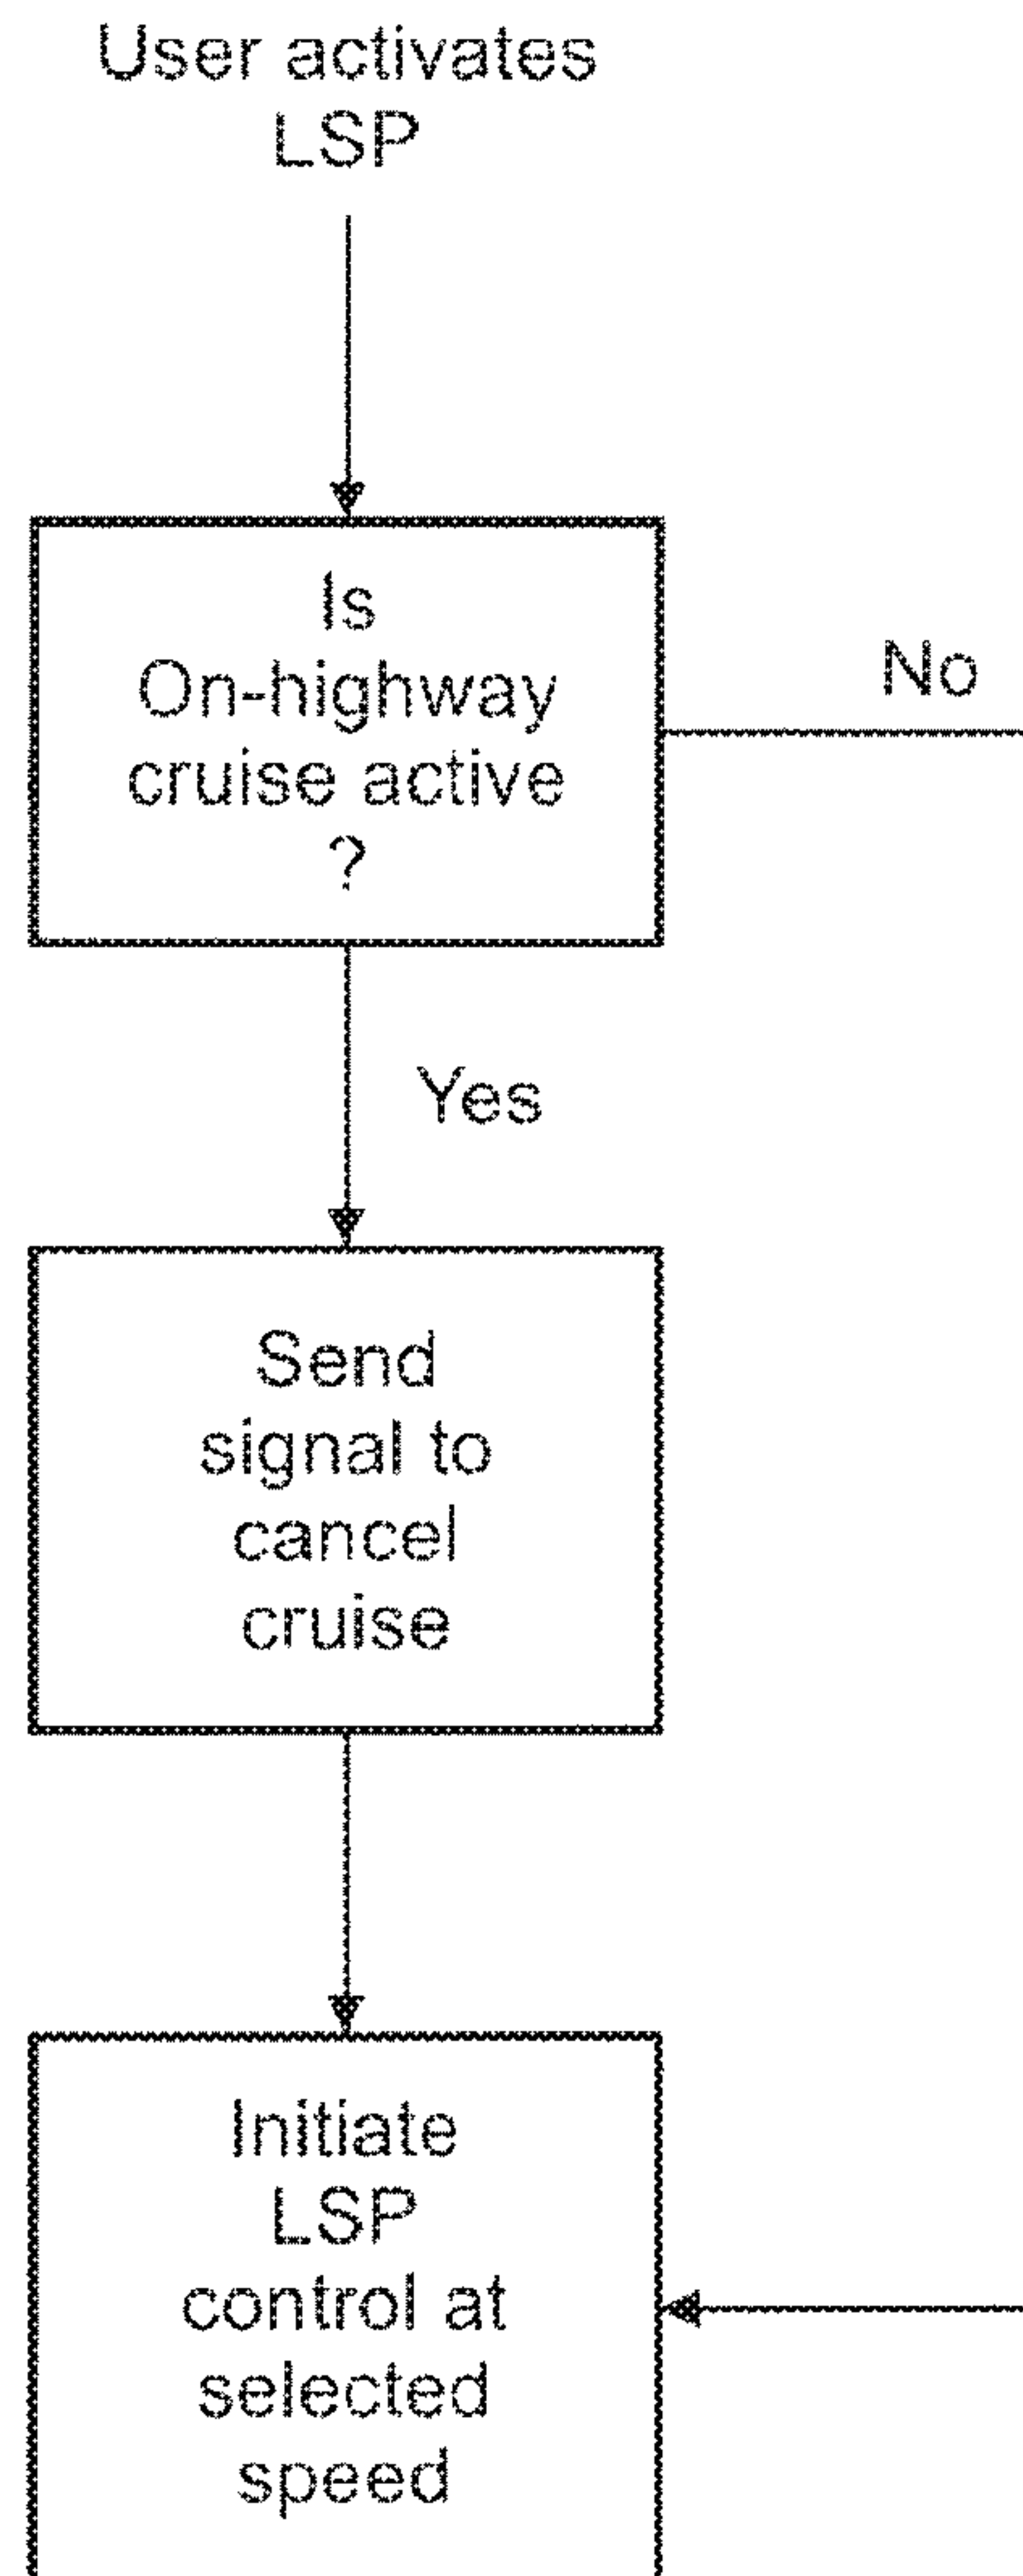 User activates
LSP
Is
On-highway
cruise active
?
No
Yes
Send
signal to
cancel
cruise
Initiate
LSP
control at
selected
speed